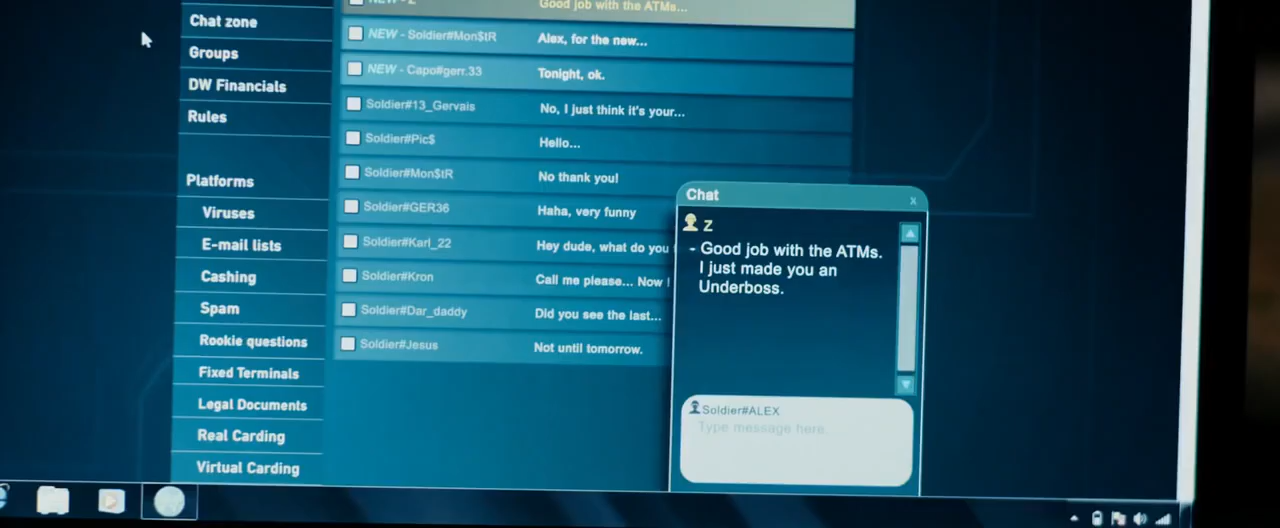 Chat zone
Groups
DW Financials
Rules
Platforms
Viruses
E-mail lists
Cashing
Spam
Rookie questions
Fixed Terminals
Legal Documents
Real Carding
Virtual Carding
NEW - Z Good job with the ATMs...
NEW - Soldier#Mon$tR Alex, for the new...
NEW - Capo#gerr.33 Tonight, ok.
Soldier#13_Gervais No, I just think it's your...
Soldier#Pic$ Hello...
Soldier#Mon$tR No thank you!
Soldier#GER36 Haha, very funny
Soldier#Karl_22 Hey dude, what do you
Soldier#Kron Call me please... Now !
Soldier#Dar_daddy Did you see the last...
Soldier#Jesus Not until tomorrow.
Chat x
Z
- Good job with the ATMs.
I just made you an
Underboss.
Soldier#ALEX
Type message here.